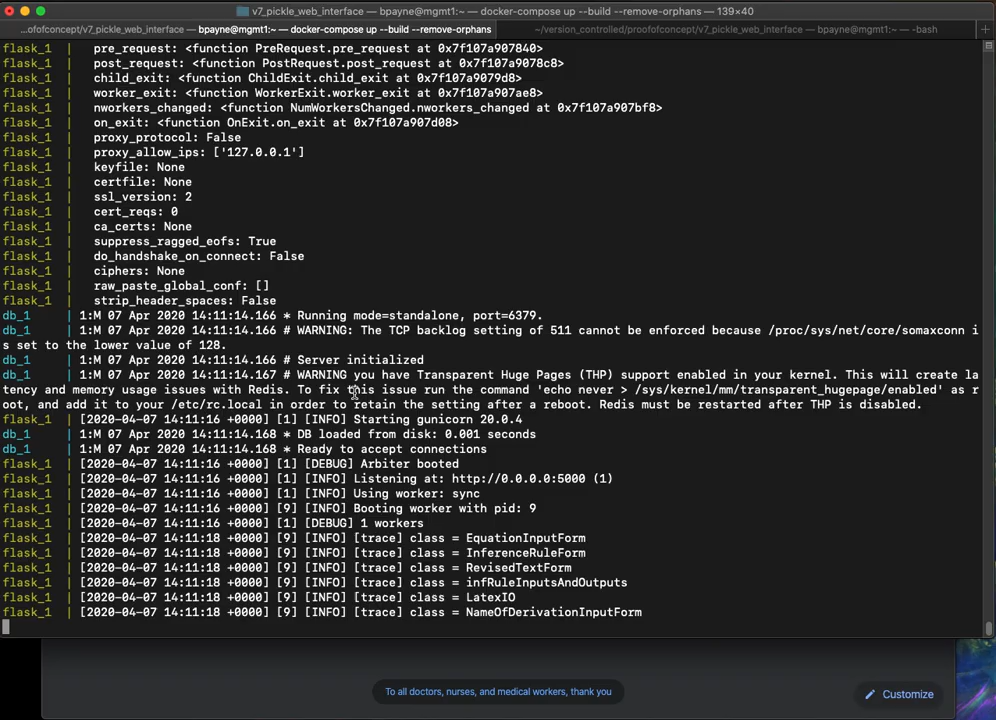 v7_pickle_web_interface — bpayne@mgmt1:~ — docker-compose up --build --remove-orphans — 139×40
...ofofconcept/v7_pickle_web_interface — bpayne@mgmt1:~ — docker-compose up --build --remove-orphans
~/version_controlled/proofofconcept/v7_pickle_web_interface — bpayne@mgmt1:~ — -bash
flask_1 | pre_request: <function PreRequest.pre_request at 0x7f107a907840>
flask_1 | post_request: <function PostRequest.post_request at 0x7f107a9078c8>
flask_1 | child_exit: <function ChildExit.child_exit at 0x7f107a9079d8>
flask_1 | worker_exit: <function WorkerExit.worker_exit at 0x7f107a907ae8>
flask_1 | nworkers_changed: <function NumWorkersChanged.nworkers_changed at 0x7f107a907bf8>
flask_1 | on_exit: <function OnExit.on_exit at 0x7f107a907d08>
flask_1 | proxy_protocol: False
flask_1 | proxy_allow_ips: ['127.0.0.1']
flask_1 | keyfile: None
flask_1 | certfile: None
flask_1 | ssl_version: 2
flask_1 | cert_reqs: 0
flask_1 | ca_certs: None
flask_1 | suppress_ragged_eofs: True
flask_1 | do_handshake_on_connect: False
flask_1 | ciphers: None
flask_1 | raw_paste_global_conf: []
flask_1 | strip_header_spaces: False
db_1 | 1:M 07 Apr 2020 14:11:14.166 * Running mode=standalone, port=6379.
db_1 | 1:M 07 Apr 2020 14:11:14.166 # WARNING: The TCP backlog setting of 511 cannot be enforced because /proc/sys/net/core/somaxconn i
s set to the lower value of 128.
db_1 | 1:M 07 Apr 2020 14:11:14.166 # Server initialized
db_1 | 1:M 07 Apr 2020 14:11:14.167 # WARNING you have Transparent Huge Pages (THP) support enabled in your kernel. This will create la
tency and memory usage issues with Redis. To fix this issue run the command 'echo never > /sys/kernel/mm/transparent_hugepage/enabled' as r
oot, and add it to your /etc/rc.local in order to retain the setting after a reboot. Redis must be restarted after THP is disabled.
flask_1 | [2020-04-07 14:11:16 +0000] [1] [INFO] Starting gunicorn 20.0.4
db_1 | 1:M 07 Apr 2020 14:11:14.168 * DB loaded from disk: 0.001 seconds
db_1 | 1:M 07 Apr 2020 14:11:14.168 * Ready to accept connections
flask_1 | [2020-04-07 14:11:16 +0000] [1] [DEBUG] Arbiter booted
flask_1 | [2020-04-07 14:11:16 +0000] [1] [INFO] Listening at: http://0.0.0.0:5000 (1)
flask_1 | [2020-04-07 14:11:16 +0000] [1] [INFO] Using worker: sync
flask_1 | [2020-04-07 14:11:16 +0000] [9] [INFO] Booting worker with pid: 9
flask_1 | [2020-04-07 14:11:16 +0000] [1] [DEBUG] 1 workers
flask_1 | [2020-04-07 14:11:18 +0000] [9] [INFO] [trace] class = EquationInputForm
flask_1 | [2020-04-07 14:11:18 +0000] [9] [INFO] [trace] class = InferenceRuleForm
flask_1 | [2020-04-07 14:11:18 +0000] [9] [INFO] [trace] class = RevisedTextForm
flask_1 | [2020-04-07 14:11:18 +0000] [9] [INFO] [trace] class = infRuleInputsAndOutputs
flask_1 | [2020-04-07 14:11:18 +0000] [9] [INFO] [trace] class = LatexIO
flask_1 | [2020-04-07 14:11:18 +0000] [9] [INFO] [trace] class = NameOfDerivationInputForm
To all doctors, nurses, and medical workers, thank you
Customize